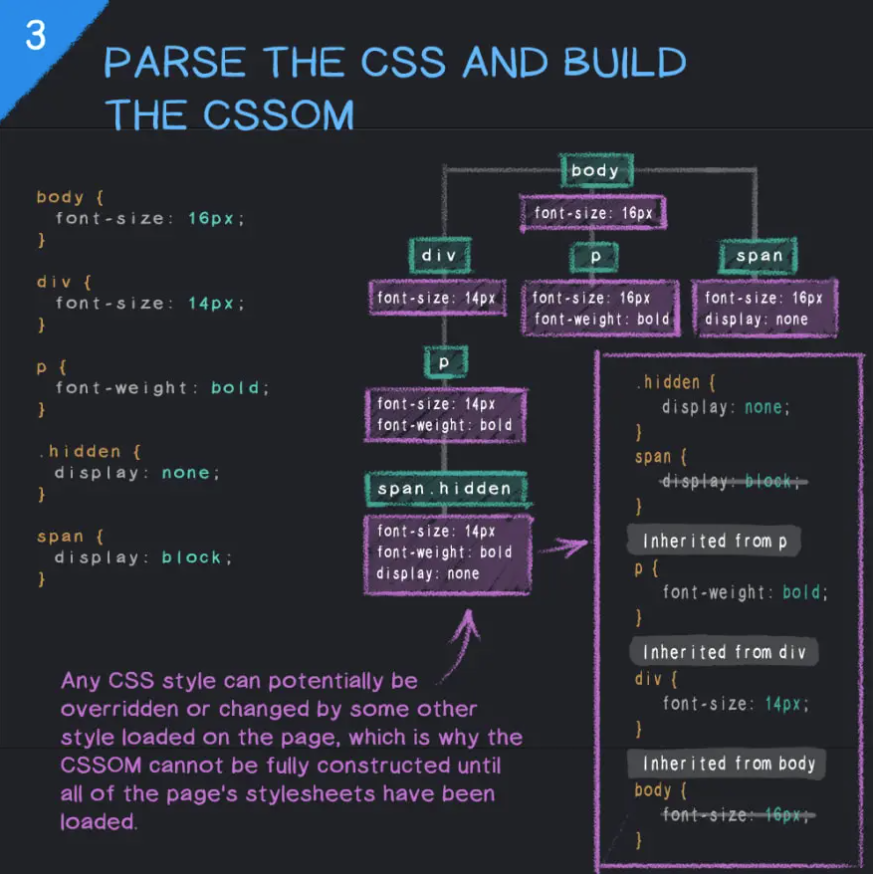 3
PARSE THE CSS AND BUILD
THE CSSOM
body {
font-size: 16px;
}
div {
font-size: 14px;
}
p {
font-weight: bold;
}
.hidden {
display: none;
}
span {
display: block;
}
body
font-size: 16px
div
font-size: 14px
p
font-size: 16px
font-weight: bold
span
font-size: 16px
display: none
p
font-size: 14px
font-weight: bold
span.hidden
font-size: 14px
font-weight: bold
display: none
.hidden {
display: none;
}
span {
display: block;
}
Inherited from p
p {
font-weight: bold;
}
Inherited from div
div {
font-size: 14px;
}
Inherited from body
body {
font-size: 16px;
}
Any CSS style can potentially be
overridden or changed by some other
style loaded on the page, which is why the
CSSOM cannot be fully constructed until
all of the page's stylesheets have been
loaded.